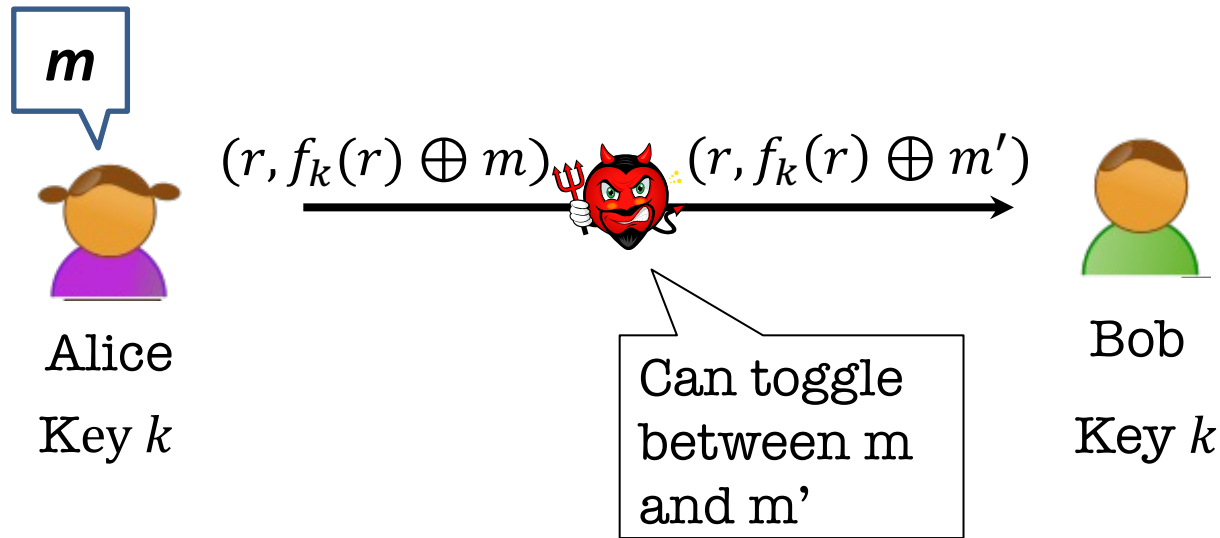 m
(r, f_k(r) ⊕ m)
(r, f_k(r) ⊕ m′)
Alice
Key k
Can toggle
between m
and m’
Bob
Key k